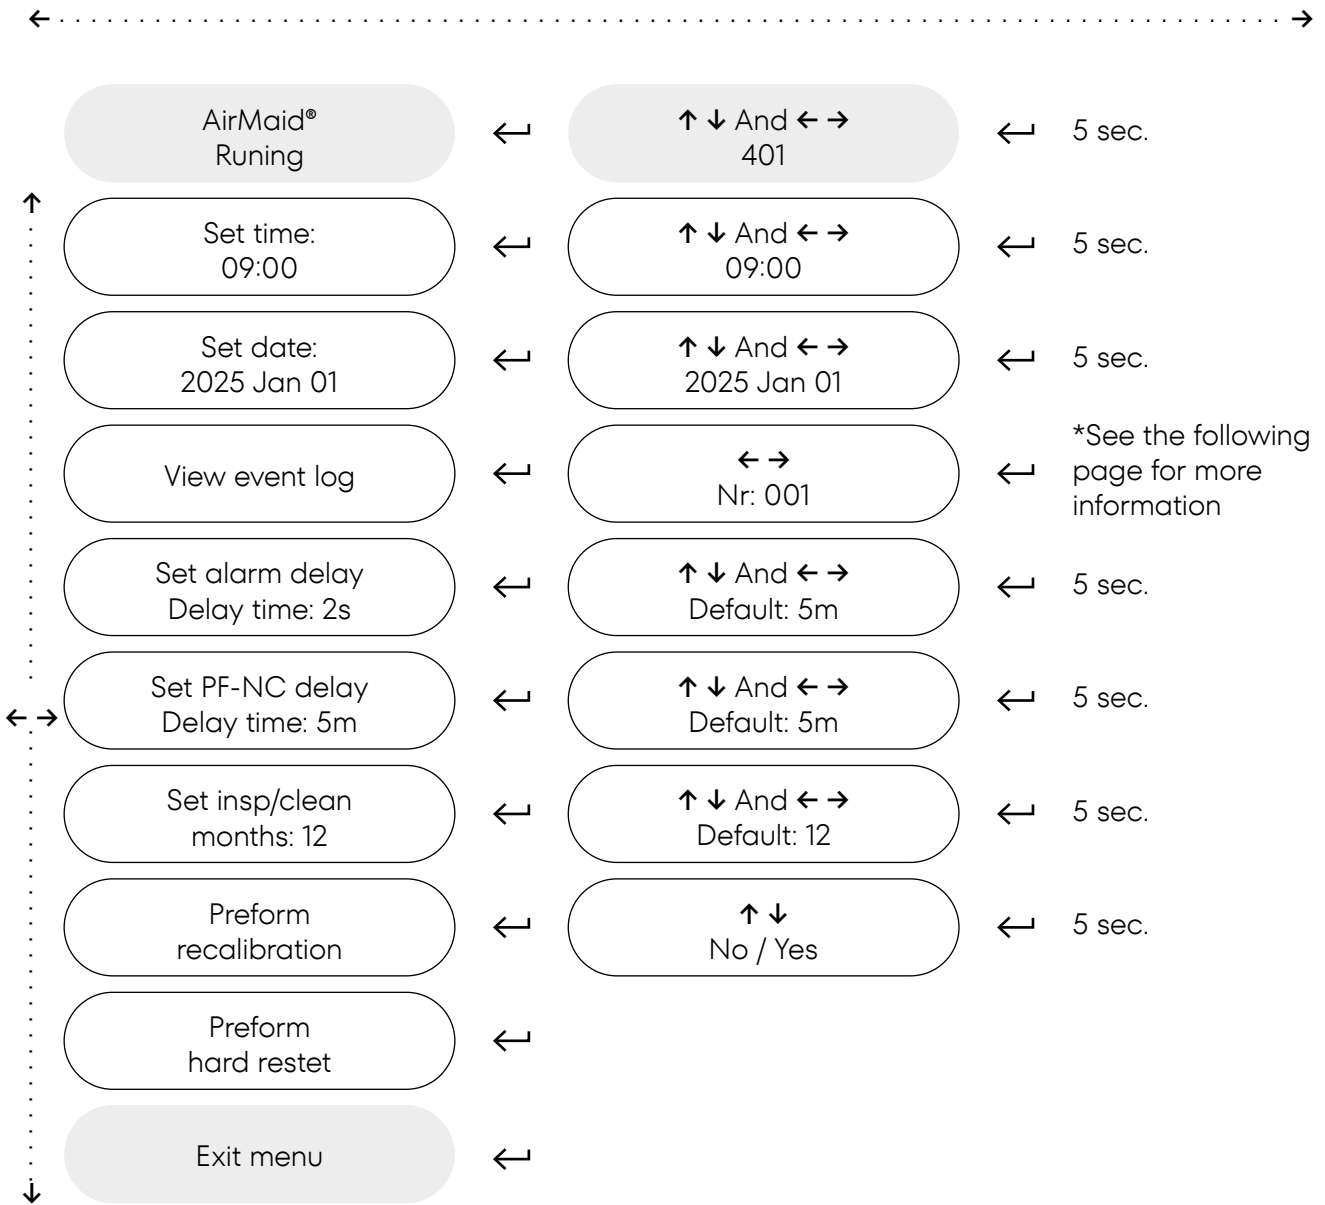 AirMaid®
Runing
↑ ↓ And ← →
401
5 sec.
Set time:
09:00
↑ ↓ And ← →
09:00
5 sec.
Set date:
2025 Jan 01
↑ ↓ And ← →
2025 Jan 01
5 sec.
View event log
← →
Nr: 001
*See the following
page for more
information
Set alarm delay
Delay time: 2s
↑ ↓ And ← →
Default: 5m
5 sec.
Set PF-NC delay
Delay time: 5m
↑ ↓ And ← →
Default: 5m
5 sec.
Set insp/clean
months: 12
↑ ↓ And ← →
Default: 12
5 sec.
Preform
recalibration
↑ ↓
No / Yes
5 sec.
Preform
hard restet
Exit menu